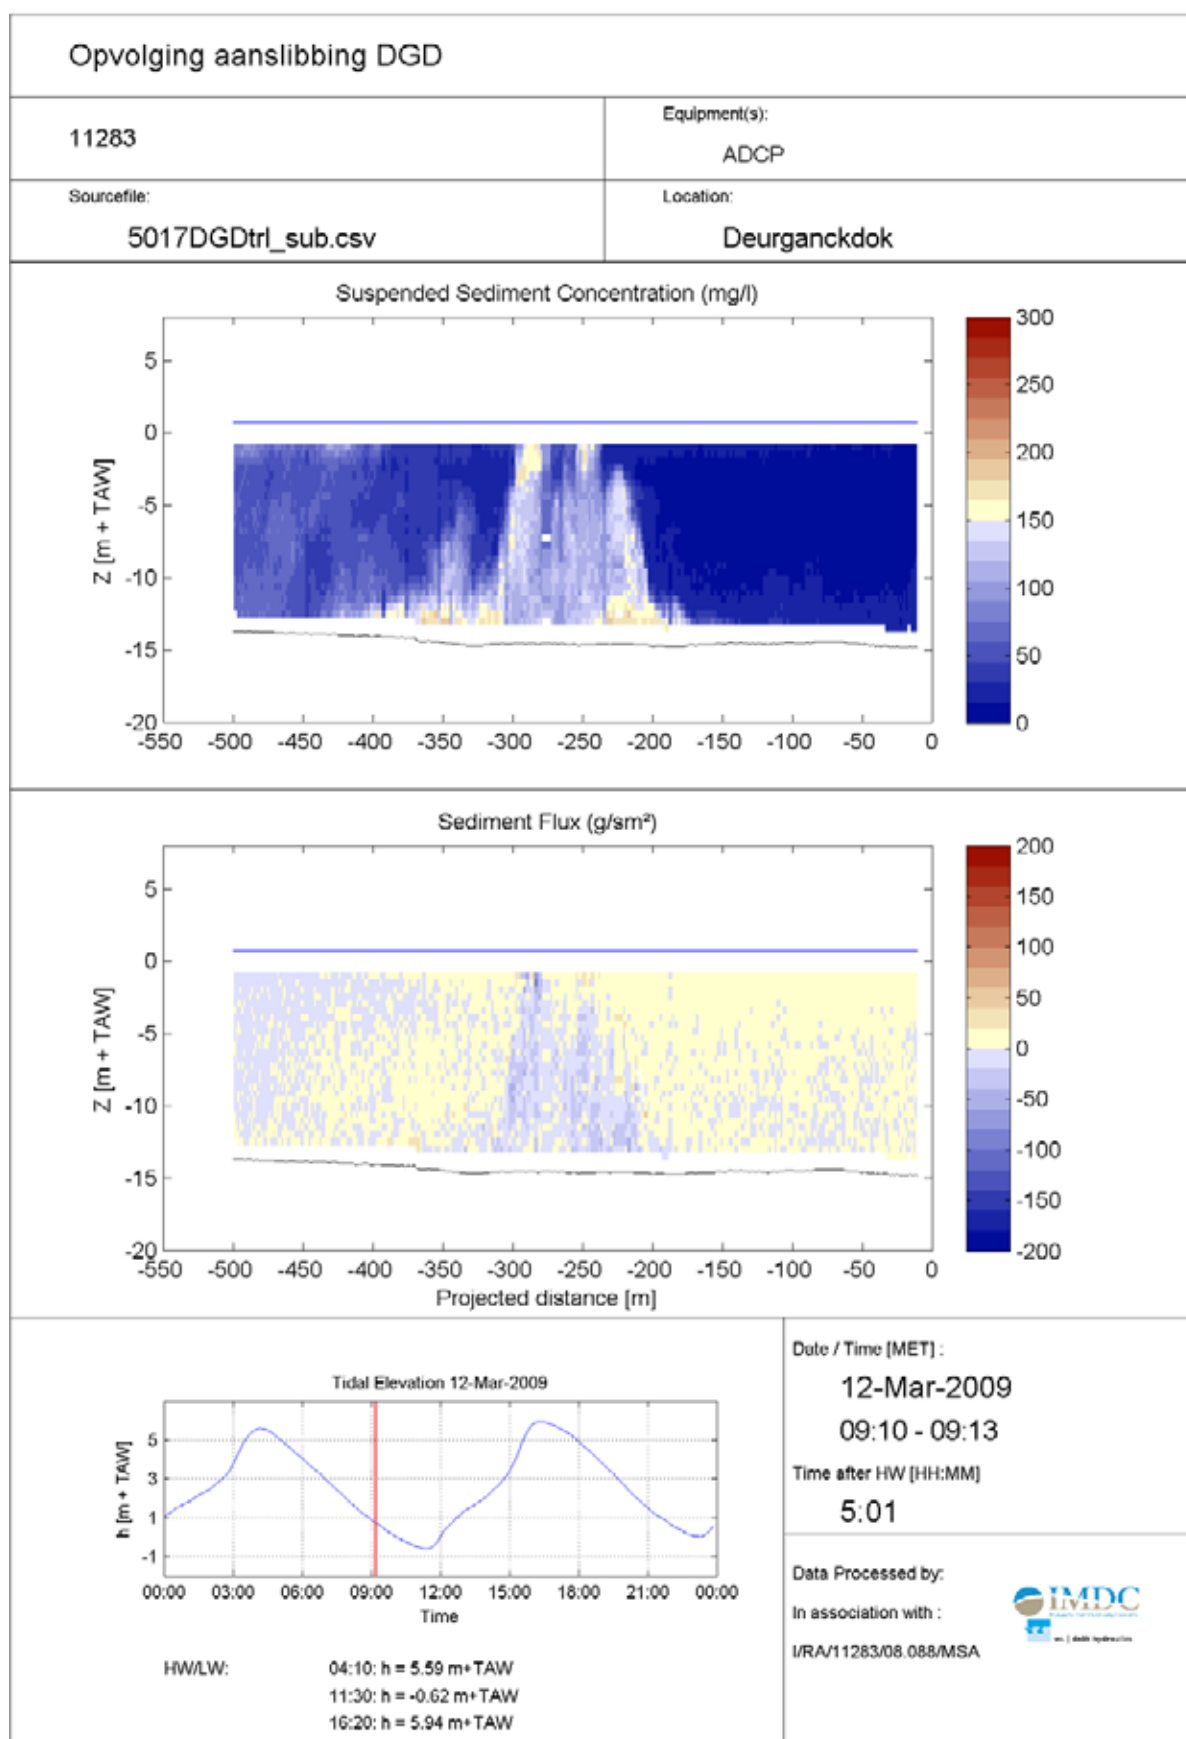 Opvolging aanslibbing DGD
11283
Equipment(s):
ADCP
Sourcefile:
5017DGDtrl_sub.csv
Location:
Deurganckdok
Suspended Sediment Concentration (mg/l)
Z [m + TAW]
5
0
-5
-10
-15
-20
-550 -500 -450 -400 -350 -300 -250 -200 -150 -100 -50 0
300
250
200
150
100
50
0
Sediment Flux (g/sm²)
Z [m + TAW]
5
0
-5
-10
-15
-20
-550 -500 -450 -400 -350 -300 -250 -200 -150 -100 -50 0
Projected distance [m]
200
150
100
50
0
-50
-100
-150
-200
Tidal Elevation 12-Mar-2009
h [m + TAW]
5
3
1
-1
00:00 03:00 06:00 09:00 12:00 15:00 18:00 21:00 00:00
Time
HW/LW:
04:10: h = 5.59 m+TAW
11:30: h = -0.62 m+TAW
16:20: h = 5.94 m+TAW
Date / Time [MET] :
12-Mar-2009
09:10 - 09:13
Time after HW [HH:MM]
5:01
Data Processed by:
In association with :
I/RA/11283/08.088/MSA
IMDC
wl | delft hydraulics